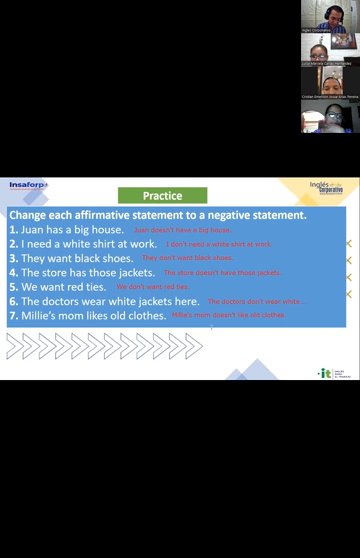 Inglés Corporativo
Insaforp
Practice
Inglés
Corporativo
Change each affirmative statement to a negative statement.
1. Juan has a big house. Juan doesn't have a big house.
2. I need a white shirt at work. I don't need a white shirt at work.
3. They want black shoes. They don't want black shoes.
4. The store has those jackets. The store doesn't have those jackets.
5. We want red ties. We don't want red ties.
6. The doctors wear white jackets here. The doctors don't wear white...
7. Millie's mom likes old clothes. Millie's mom doesn't like old clothes.
it